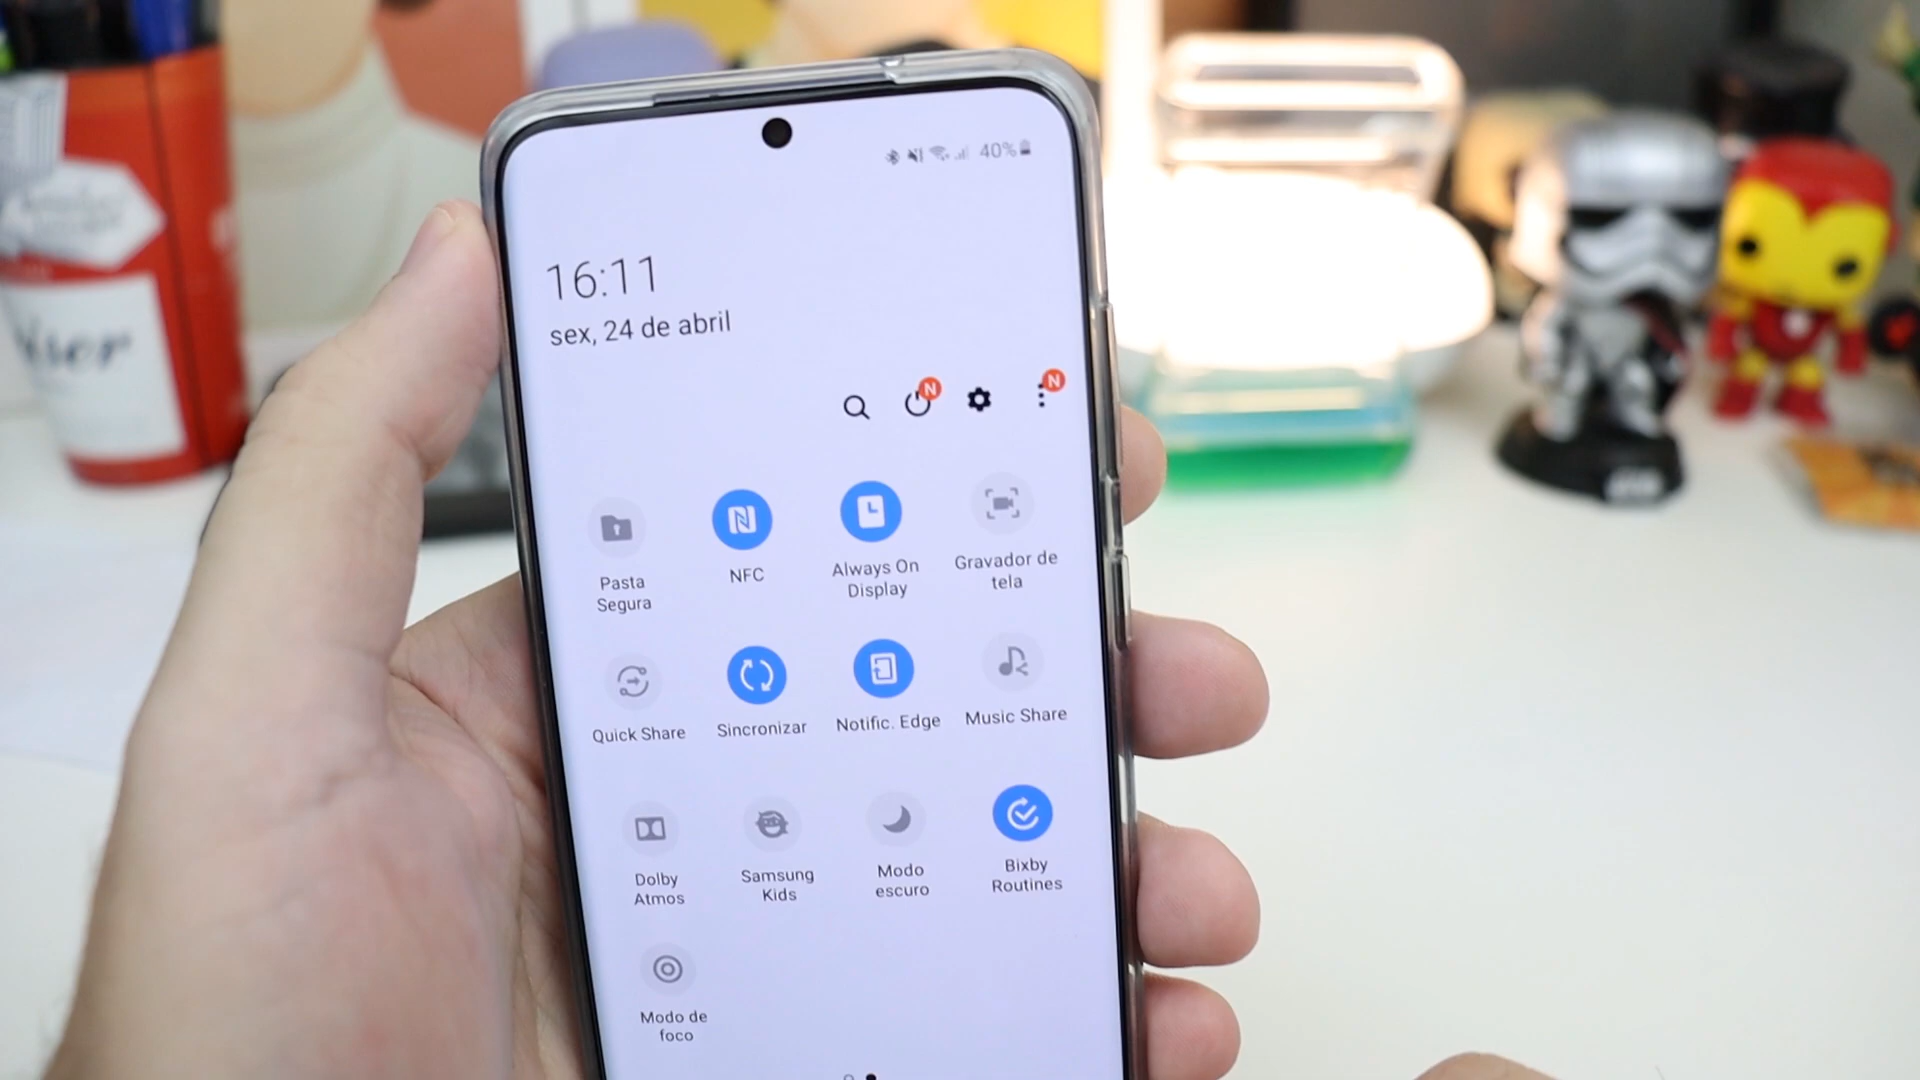 40%
16:11
sex, 24 de abril
N
N
Pasta
Segura
NFC
Always On
Display
Gravador de
tela
Quick Share
Sincronizar
Notific. Edge
Music Share
Dolby
Atmos
Samsung
Kids
Modo
escuro
Bixby
Routines
Modo de
foco